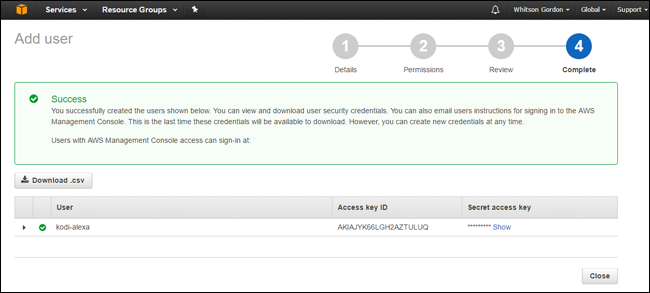 Services Resource Groups Whitson Gordon Global Support
Add user
1 2 3 4
Details Permissions Review Complete
Success
You successfully created the users shown below. You can view and download user security credentials. You can also email users instructions for signing in to the AWS
Management Console. This is the last time these credentials will be available to download. However, you can create new credentials at any time.
Users with AWS Management Console access can sign-in at:
Download .csv
User Access key ID Secret access key
kodi-alexa AKIAJYK66LGH2AZTULUQ ********* Show
Close